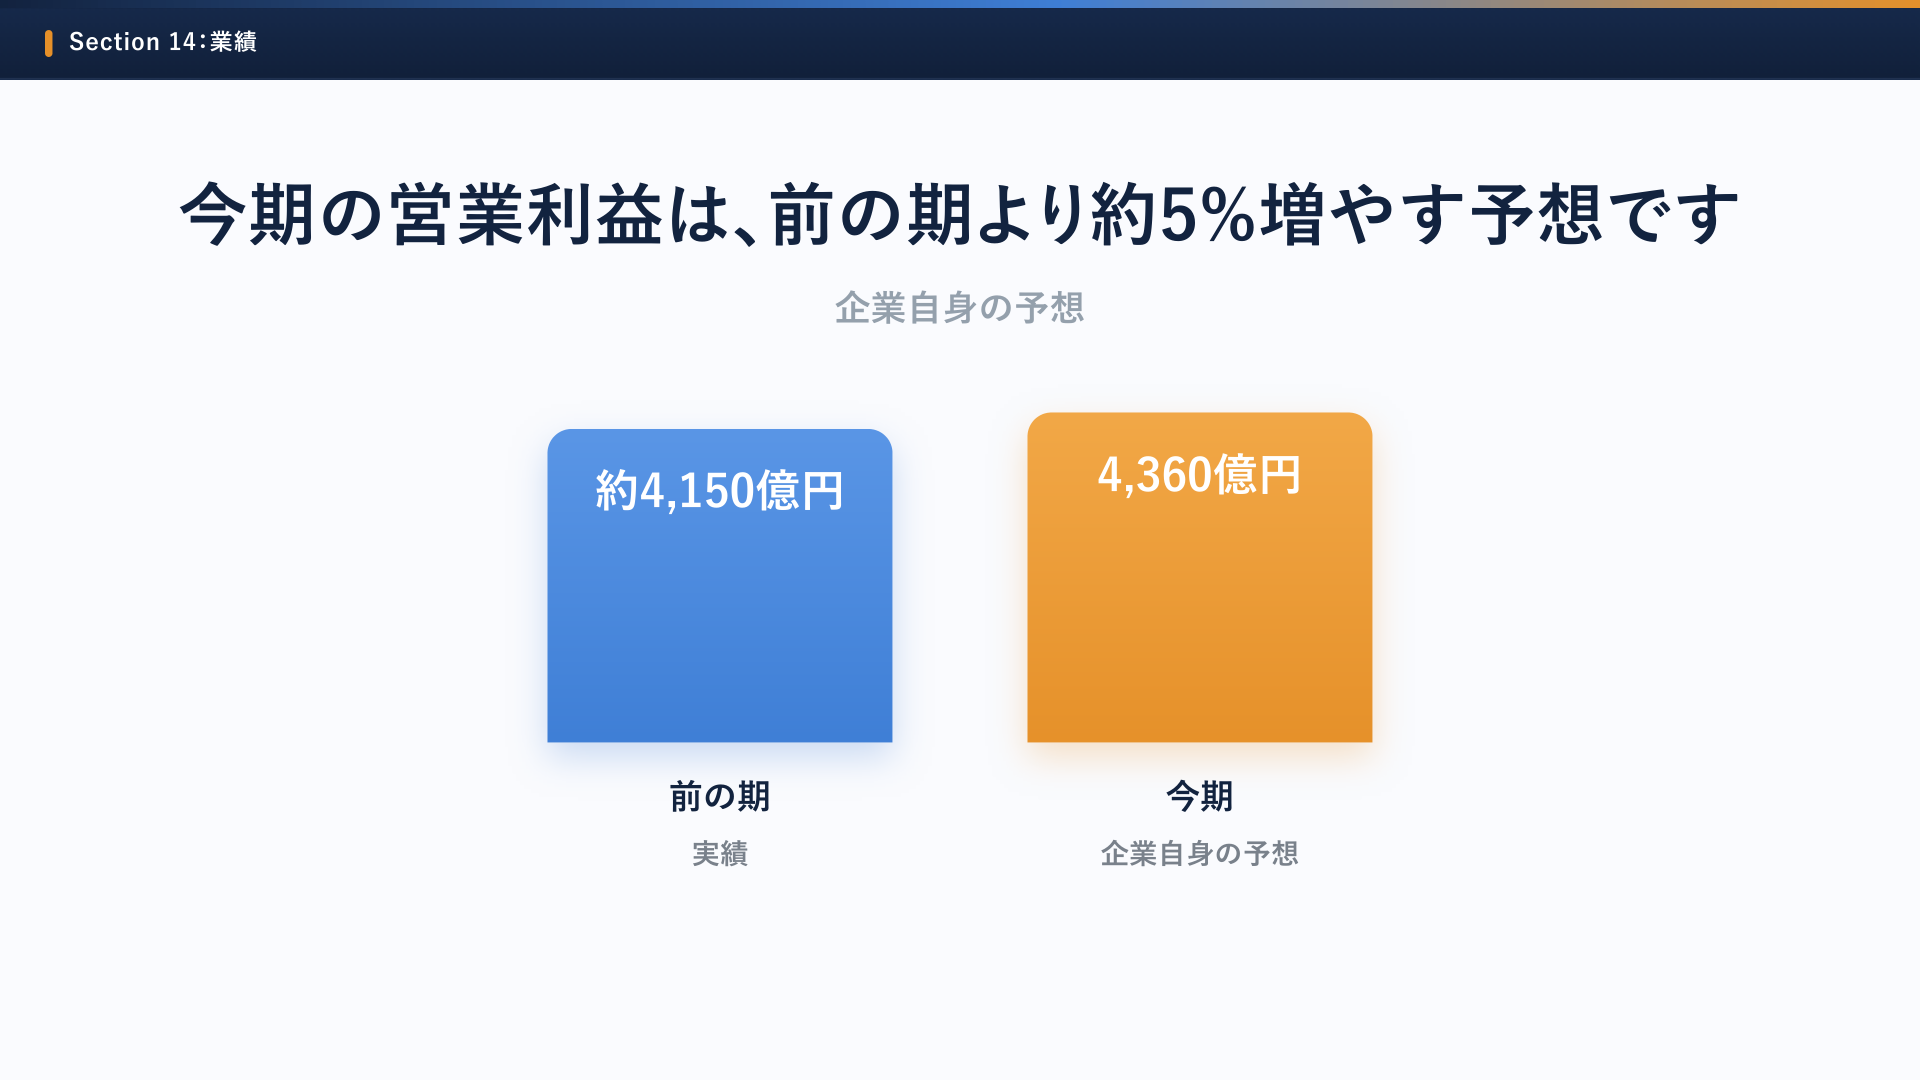 Section 14：業績
今期の営業利益は、前の期より約5%増やす予想です
企業自身の予想
約4,150億円
4,360億円
前の期
今期
実績
企業自身の予想